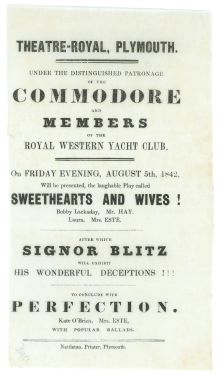 THEATRE-ROYAL, PLYMOUTH.
UNDER THE DISTINGUISHED PATRONAGE
OF THE
COMMODORE
AND
MEMBERS
OF THE
ROYAL WESTERN YACHT CLUB.
On FRIDAY EVENING, AUGUST 5th, 1842.
Will be presented, the laughable Play called
SWEETHEARTS AND WIVES !
Bobby Lackaday, Mr. HAY.
Laura, Mrs. ESTE.
AFTER WHICH
SIGNOR BLITZ
WILL EXHIBIT
HIS WONDERFUL DECEPTIONS !!!
TO CONCLUDE WITH
PERFECTION.
Kate O'Brien, Mrs. ESTE,
WITH POPULAR BALLADS.
Nettleton, Printer, Plymouth.